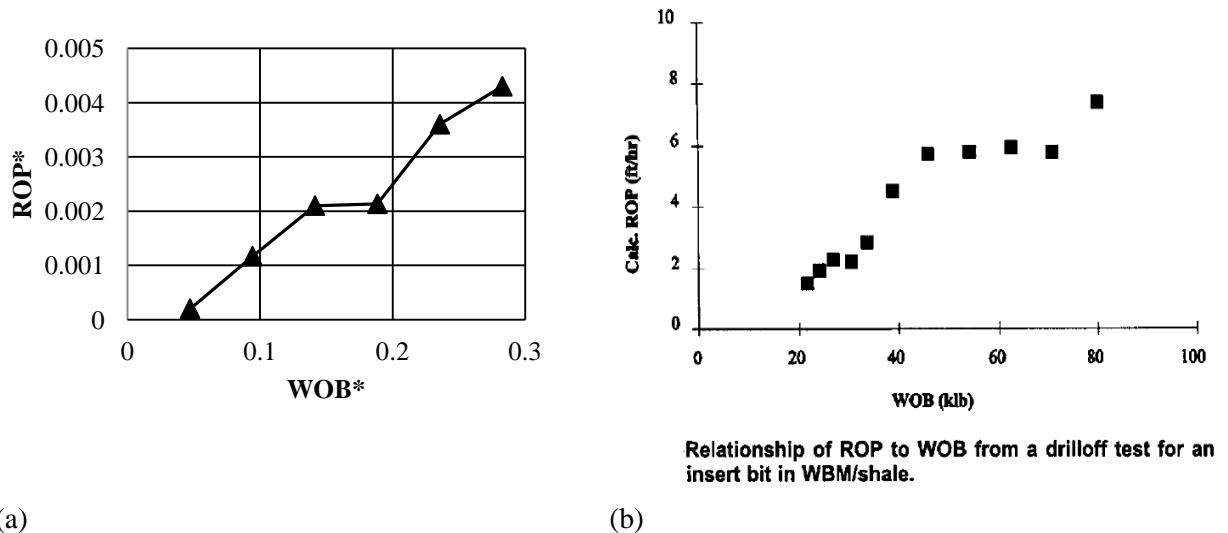 0.005
0.004
0.003
0.002
0.001
0
0
0.1
0.2
0.3
ROP*
WOB*
(a)
10
8
6
4
2
0
0
20
40
60
80
100
Calc. ROP (ft/hr)
WOB (klb)
Relationship of ROP to WOB from a drilloff test for an
insert bit in WBM/shale.
(b)